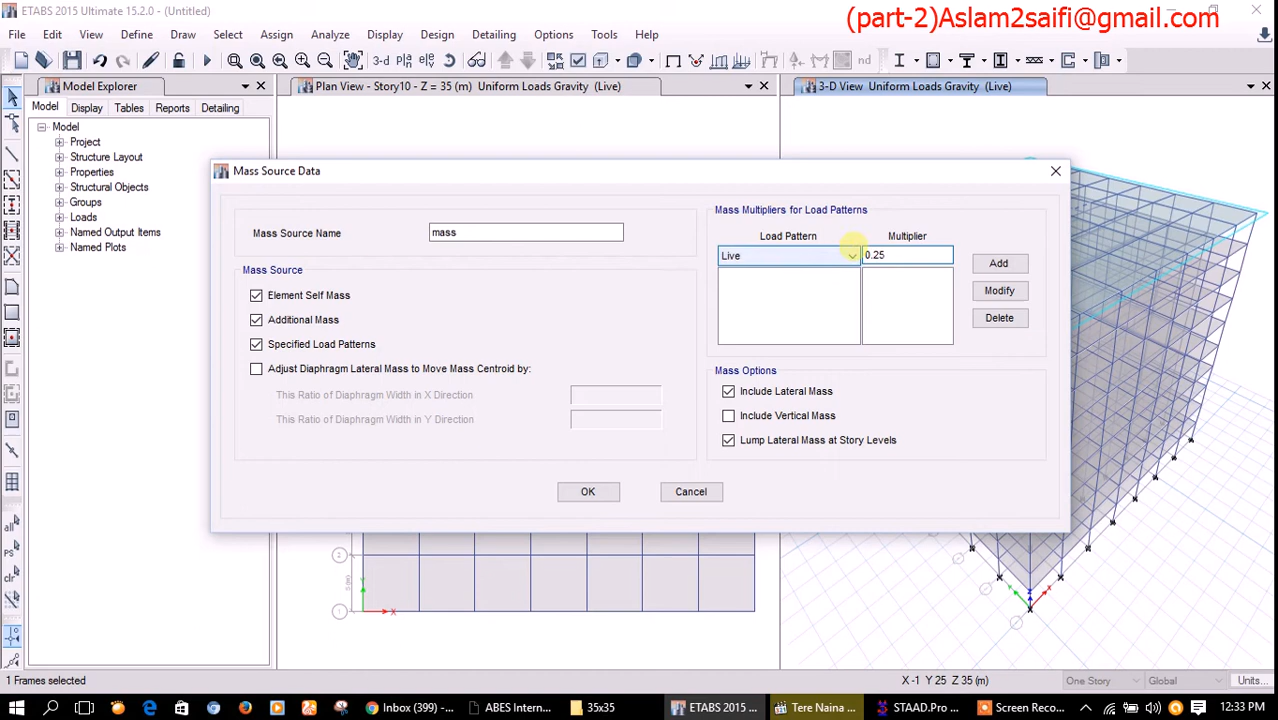 ETABS 2015 Ultimate 15.2.0 - (Untitled)
(part-2)Aslam2saifi@gmail.com
File Edit View Define Draw Select Assign Analyze Display Design Detailing Options Tools Help
3-d nd
Model Explorer
Plan View - Story10 - Z = 35 (m) Uniform Loads Gravity (Live)
3-D View Uniform Loads Gravity (Live)
Model Display Tables Reports Detailing
Model
Project
Structure Layout
Properties
Structural Objects
Groups
Loads
Named Output Items
Named Plots
Mass Source Data
Mass Source Name
mass
Mass Source
Element Self Mass
Additional Mass
Specified Load Patterns
Adjust Diaphragm Lateral Mass to Move Mass Centroid by:
This Ratio of Diaphragm Width in X Direction
This Ratio of Diaphragm Width in Y Direction
Mass Multipliers for Load Patterns
Load Pattern Multiplier
Live 0.25
Add
Modify
Delete
Mass Options
Include Lateral Mass
Include Vertical Mass
Lump Lateral Mass at Story Levels
OK Cancel
all
PS
clr
2
1
Y
X
Z
Y
X
1 Frames selected
X -1 Y 25 Z 35 (m)
One Story
Global
Units...
Inbox (399) - ...
ABES Intern...
35x35
ETABS 2015 ...
Tere Naina ...
STAAD.Pro ...
Screen Reco...
12:33 PM